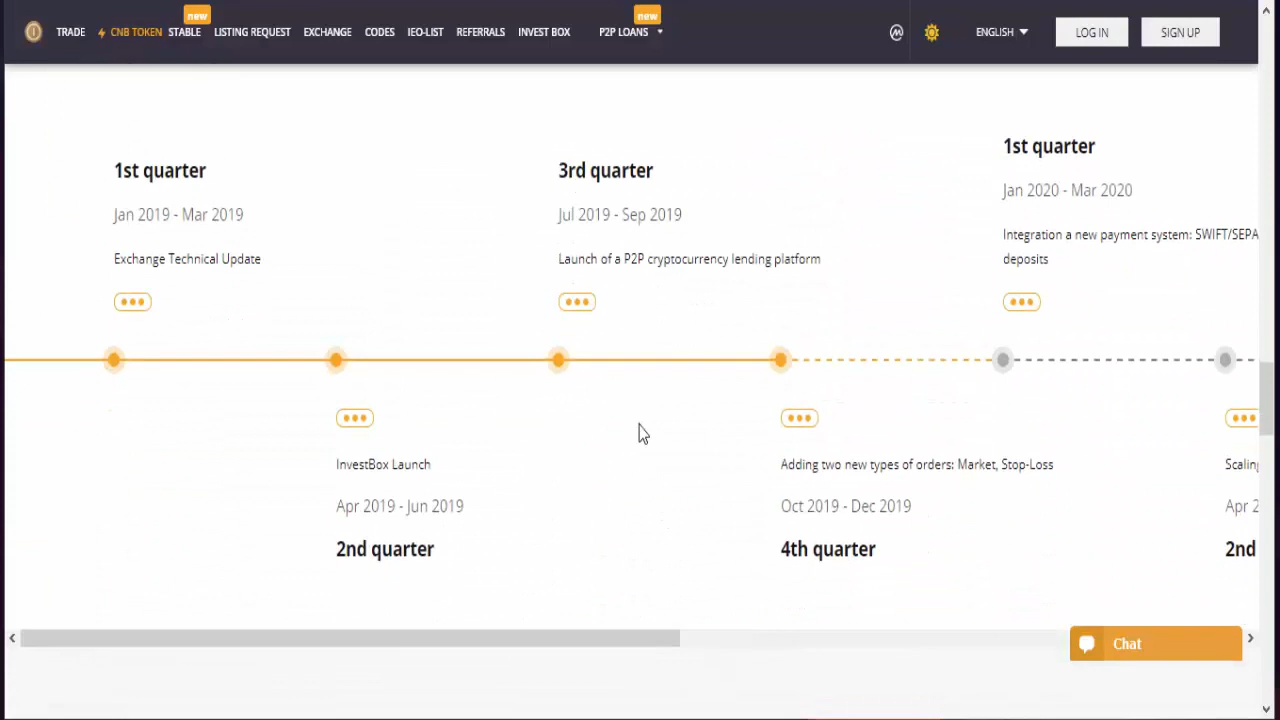 new
new
TRADE
CNB TOKEN
STABLE
LISTING REQUEST
EXCHANGE
CODES
IEO-LIST
REFERRALS
INVEST BOX
P2P LOANS
ENGLISH
LOG IN
SIGN UP
1st quarter
Jan 2019 - Mar 2019
Exchange Technical Update
3rd quarter
Jul 2019 - Sep 2019
Launch of a P2P cryptocurrency lending platform
1st quarter
Jan 2020 - Mar 2020
Integration a new payment system: SWIFT/SEPA
deposits
InvestBox Launch
Apr 2019 - Jun 2019
2nd quarter
Adding two new types of orders: Market, Stop-Loss
Oct 2019 - Dec 2019
4th quarter
Scaling
Apr 2
2nd
Chat